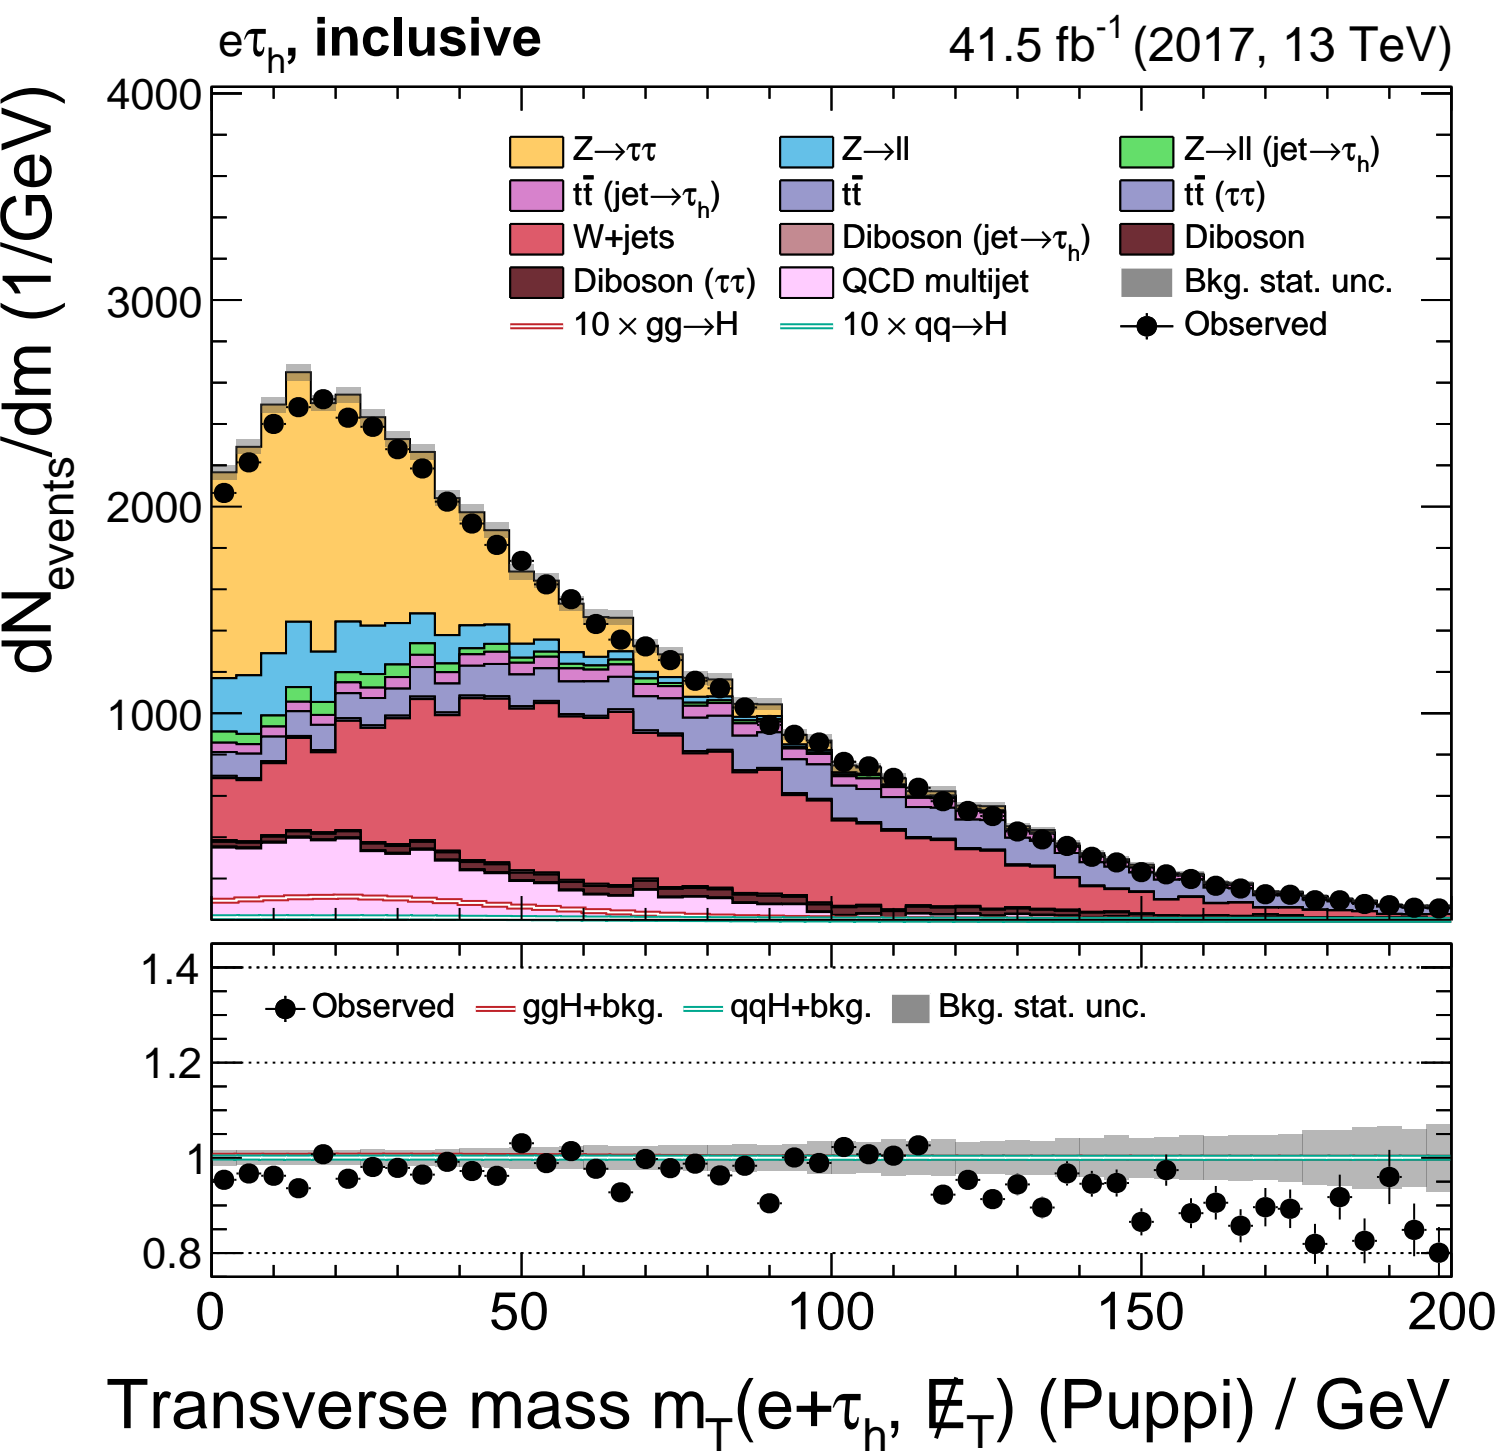 eτh, inclusive 41.5 fb-1 (2017, 13 TeV)
dNevents/dm (1/GeV)
4000
3000
2000
1000
Z→ττ Z→ll Z→ll (jet→τh)
tt̄ (jet→τh) tt̄ tt̄ (ττ)
W+jets Diboson (jet→τh) Diboson
Diboson (ττ) QCD multijet Bkg. stat. unc.
10 × gg→H 10 × qq→H Observed
1.4
1.2
1
0.8
Observed ggH+bkg. qqH+bkg. Bkg. stat. unc.
0 50 100 150 200
Transverse mass mT(e+τh, E̸T) (Puppi) / GeV